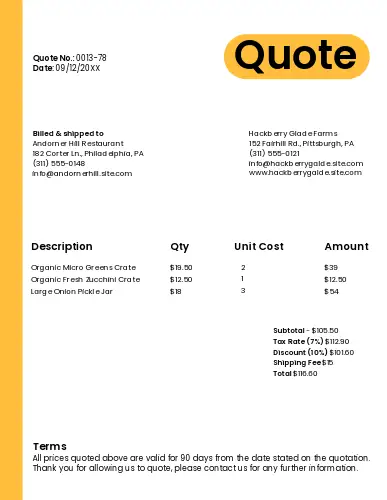 Quote
Quote No.: 0013-78
Date: 09/12/20XX
Billed & shipped to
Andorner Hill Restaurant
182 Corter Ln., Philadelphia, PA
(311) 555-0148
info@andornerhill.site.com
Hackberry Glade Farms
152 Fairhill Rd., Pittsburgh, PA
(311) 555-0121
info@hackberrygalde.site.com
www.hackberrygalde.site.com
Description Qty Unit Cost Amount
Organic Micro Greens Crate $19.50 2 $39
Organic Fresh Zucchini Crate $12.50 1 $12.50
Large Onion Pickle Jar $18 3 $54
Subtotal - $105.50
Tax Rate (7%) $112.90
Discount (10%) $101.60
Shipping Fee $15
Total $116.60
Terms
All prices quoted above are valid for 90 days from the date stated on the quotation.
Thank you for allowing us to quote, please contact us for any further information.